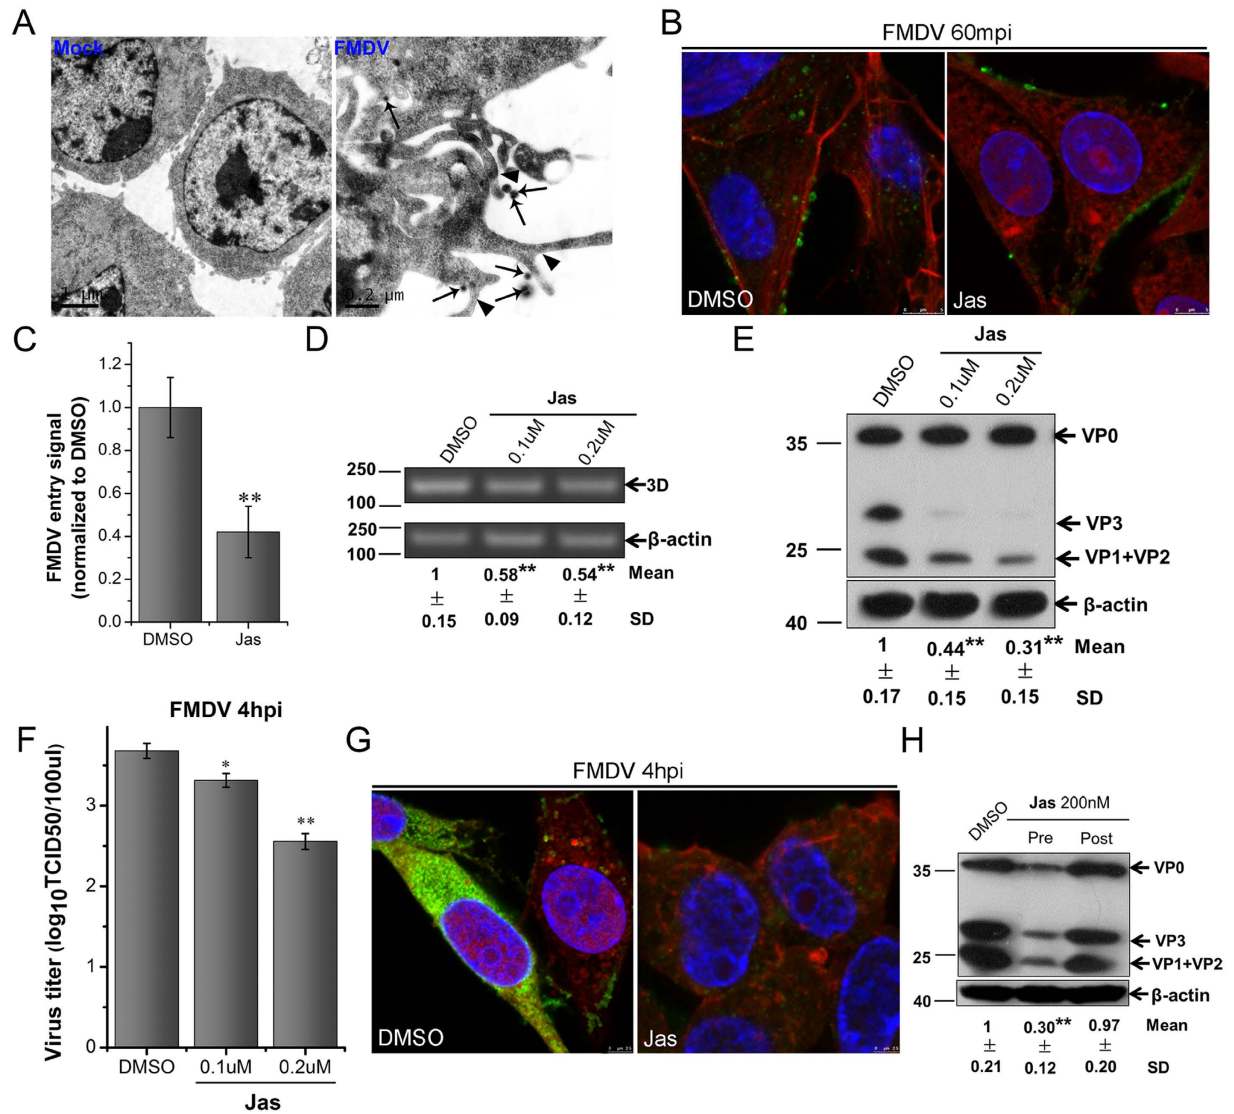 A
Mock
1 μm
FMDV
0.2 μm
B
FMDV 60mpi
DMSO
Jas
C
FMDV entry signal
(normalized to DMSO)
1.2
1.0
0.8
0.6
0.4
0.2
0.0
**
DMSO
Jas
D
Jas
DMSO
0.1uM
0.2uM
250
100
3D
250
100
β-actin
1
0.58**
0.54**
Mean
±
±
±
0.15
0.09
0.12
SD
E
Jas
DMSO
0.1uM
0.2uM
35
VP0
VP3
25
VP1+VP2
β-actin
40
1
0.44**
0.31**
Mean
±
±
±
0.17
0.15
0.15
SD
F
FMDV 4hpi
Virus titer (log10TCID50/100ul)
3
2
1
0
*
**
DMSO
0.1uM
0.2uM
Jas
G
FMDV 4hpi
DMSO
Jas
H
DMSO
Jas 200nM
Pre
Post
35
VP0
VP3
25
VP1+VP2
40
β-actin
1
0.30**
0.97
Mean
±
±
±
0.21
0.12
0.20
SD